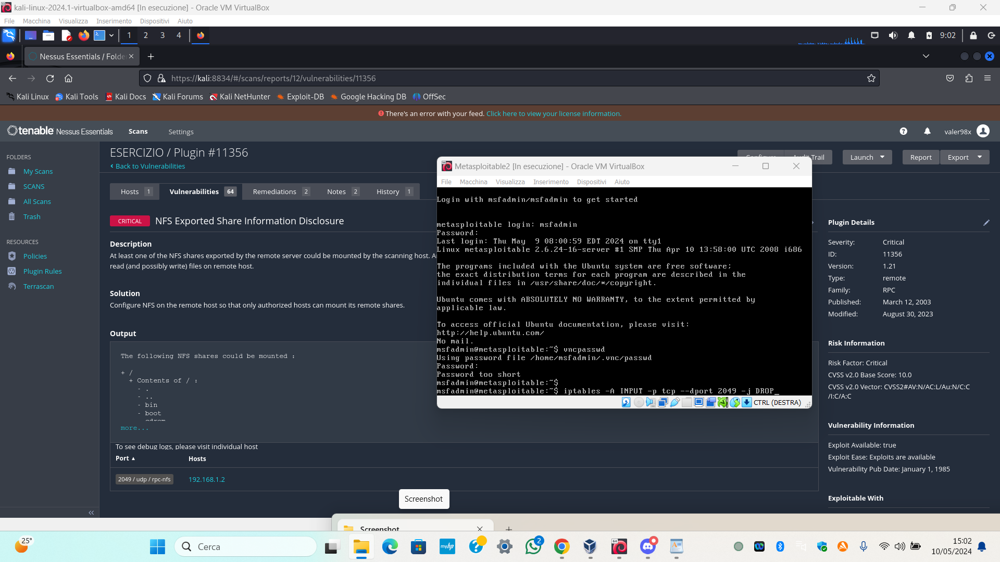 kali-linux-2024.1-virtualbox-amd64 [In esecuzione] - Oracle VM VirtualBox
File Macchina Visualizza Inserimento Dispositivi Aiuto
1 2 3 4 9:02
Nessus Essentials / Folde
https://kali:8834/#/scans/reports/12/vulnerabilities/11356
Kali Linux Kali Tools Kali Docs Kali Forums Kali NetHunter Exploit-DB Google Hacking DB OffSec
There's an error with your feed. Click here to view your license information.
tenable Nessus Essentials Scans Settings valer98x
FOLDERS
My Scans
SCANS
All Scans
Trash
RESOURCES
Policies
Plugin Rules
Terrascan
ESERCIZIO / Plugin #11356
Back to Vulnerabilities
Configure Audit Trail Launch Report Export
Hosts 1 Vulnerabilities 64 Remediations 2 Notes 2 History 1
CRITICAL NFS Exported Share Information Disclosure
Description
At least one of the NFS shares exported by the remote server could be mounted by the scanning host. A
read (and possibly write) files on remote host.
Solution
Configure NFS on the remote host so that only authorized hosts can mount its remote shares.
Output
The following NFS shares could be mounted :
+ /
+ Contents of / :
- .
- ..
- bin
- boot
- cdrom
more...
To see debug logs, please visit individual host
Port ▲ Hosts
2049 / udp / rpc-nfs 192.168.1.2
Metasploitable2 [In esecuzione] - Oracle VM VirtualBox
File Macchina Visualizza Inserimento Dispositivi Aiuto
Login with msfadmin/msfadmin to get started
metasploitable login: msfadmin
Password:
Last login: Thu May  9 08:00:59 EDT 2024 on tty1
Linux metasploitable 2.6.24-16-server #1 SMP Thu Apr 10 13:58:00 UTC 2008 i686
The programs included with the Ubuntu system are free software;
the exact distribution terms for each program are described in the
individual files in /usr/share/doc/*/copyright.
Ubuntu comes with ABSOLUTELY NO WARRANTY, to the extent permitted by
applicable law.
To access official Ubuntu documentation, please visit:
http://help.ubuntu.com/
No mail.
msfadmin@metasploitable:~$ vncpasswd
Using password file /home/msfadmin/.vnc/passwd
Password:
Password too short
msfadmin@metasploitable:~$
msfadmin@metasploitable:~$ iptables -A INPUT -p tcp --dport 2049 -j DROP_
CTRL (DESTRA)
Plugin Details
Severity: Critical
ID: 11356
Version: 1.21
Type: remote
Family: RPC
Published: March 12, 2003
Modified: August 30, 2023
Risk Information
Risk Factor: Critical
CVSS v2.0 Base Score: 10.0
CVSS v2.0 Vector: CVSS2#AV:N/AC:L/Au:N/C:C
/I:C/A:C
Vulnerability Information
Exploit Available: true
Exploit Ease: Exploits are available
Vulnerability Pub Date: January 1, 1985
Exploitable With
Screenshot
Screenshot
25°
Cerca
myhp
2
64
15:02
10/05/2024